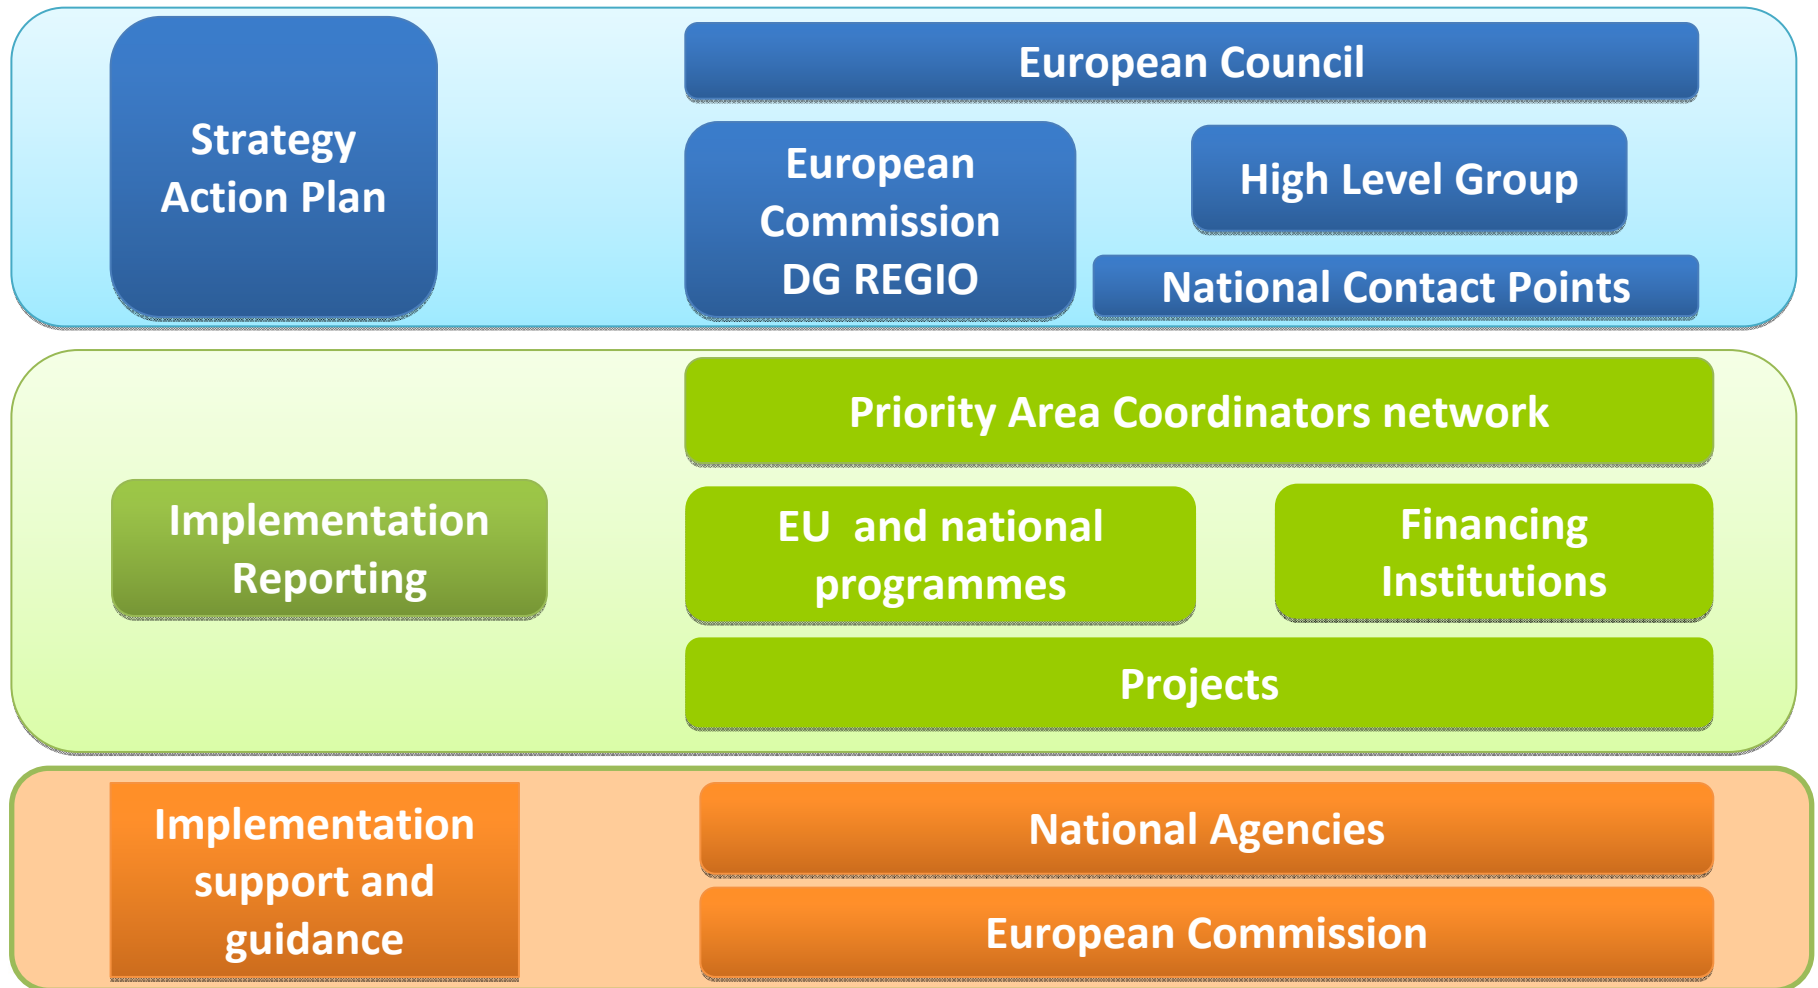 Strategy
Action Plan
European Council
European
Commission
DG REGIO
High Level Group
National Contact Points
Implementation
Reporting
Priority Area Coordinators network
EU  and national
programmes
Financing
Institutions
Projects
Implementation
support and
guidance
National Agencies
European Commission